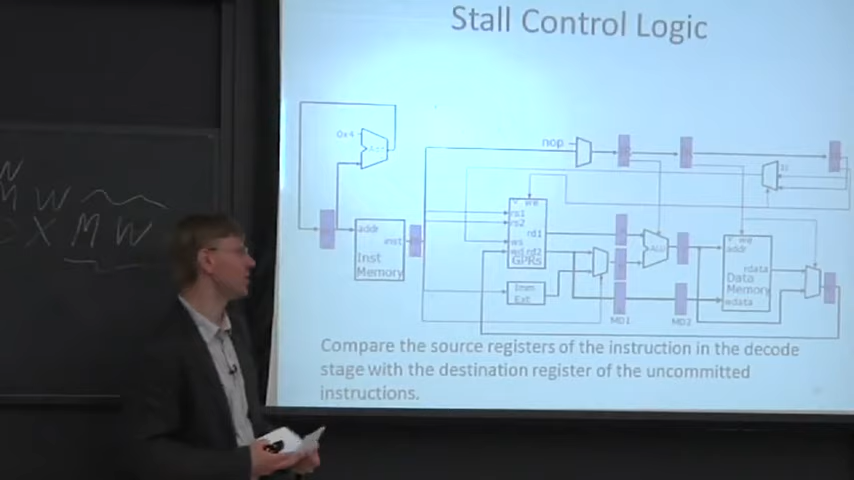 Stall Control Logic
0x4
Add
nop
31
we
rs1
rs2
rd1
ws
wd rd2
GPRs
addr
inst
Inst
Memory
Imm
Ext
ALU
we
addr
rdata
Data
Memory
wdata
MD1
MD2
M W
X M W
Compare the source registers of the instruction in the decode
stage with the destination register of the uncommitted
instructions.